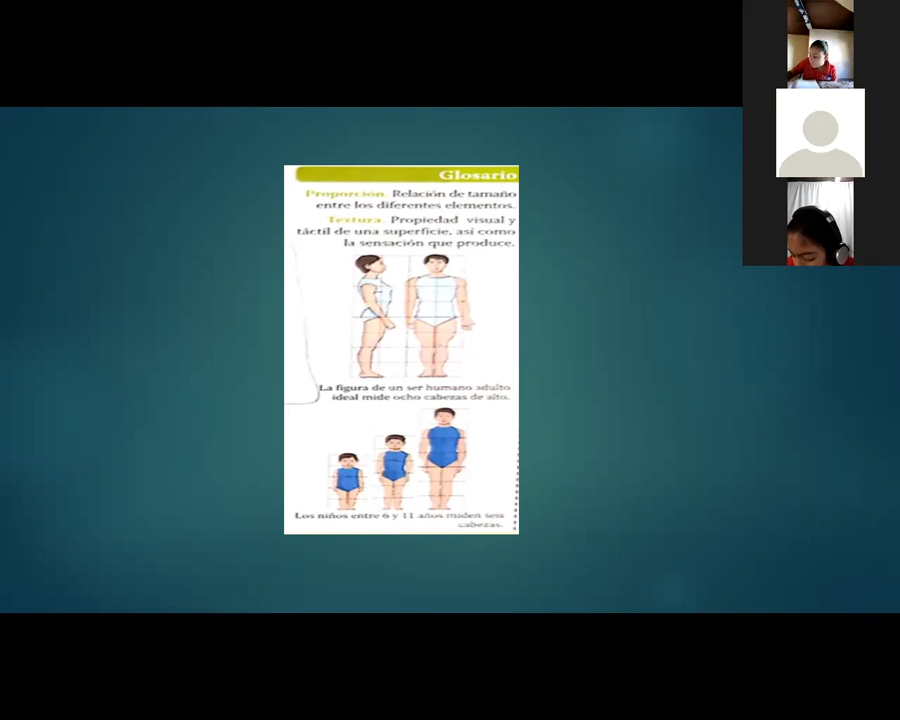 Glosario
Proporción. Relación de tamaño
entre los diferentes elementos.
Textura. Propiedad visual y
táctil de una superficie, así como
la sensación que produce.
La figura de un ser humano adulto
ideal mide ocho cabezas de alto.
Los niños entre 6 y 11 años miden seis
cabezas.